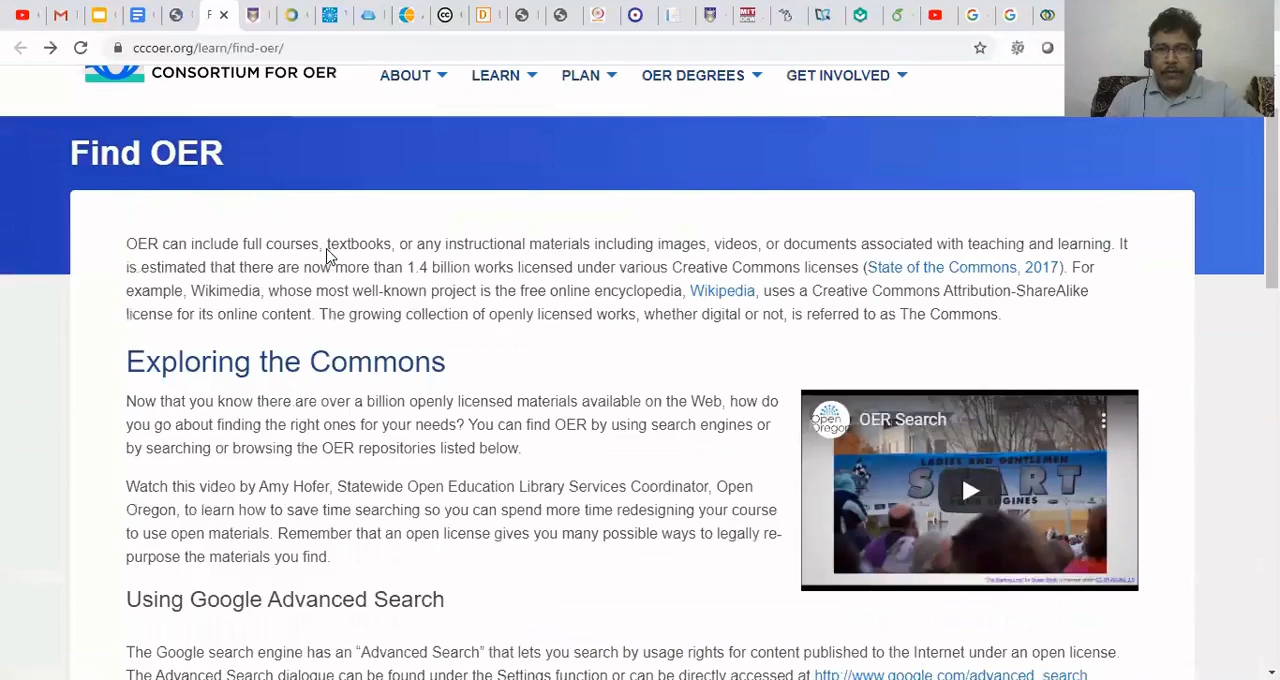 cccoer.org/learn/find-oer/
CONSORTIUM FOR OER
ABOUT LEARN PLAN OER DEGREES GET INVOLVED
Find OER
OER can include full courses, textbooks, or any instructional materials including images, videos, or documents associated with teaching and learning. It
is estimated that there are now more than 1.4 billion works licensed under various Creative Commons licenses (State of the Commons, 2017). For
example, Wikimedia, whose most well-known project is the free online encyclopedia, Wikipedia, uses a Creative Commons Attribution-ShareAlike
license for its online content. The growing collection of openly licensed works, whether digital or not, is referred to as The Commons.
Exploring the Commons
Now that you know there are over a billion openly licensed materials available on the Web, how do
you go about finding the right ones for your needs? You can find OER by using search engines or
by searching or browsing the OER repositories listed below.
Open Oregon
OER Search
LADIES AND GENTLEMEN
START
ENGINES
Watch this video by Amy Hofer, Statewide Open Education Library Services Coordinator, Open
Oregon, to learn how to save time searching so you can spend more time redesigning your course
to use open materials. Remember that an open license gives you many possible ways to legally re-
purpose the materials you find.
Using Google Advanced Search
The Google search engine has an “Advanced Search” that lets you search by usage rights for content published to the Internet under an open license.
The Advanced Search dialogue can be found under the Settings function or can be directly accessed at http://www.google.com/advanced_search